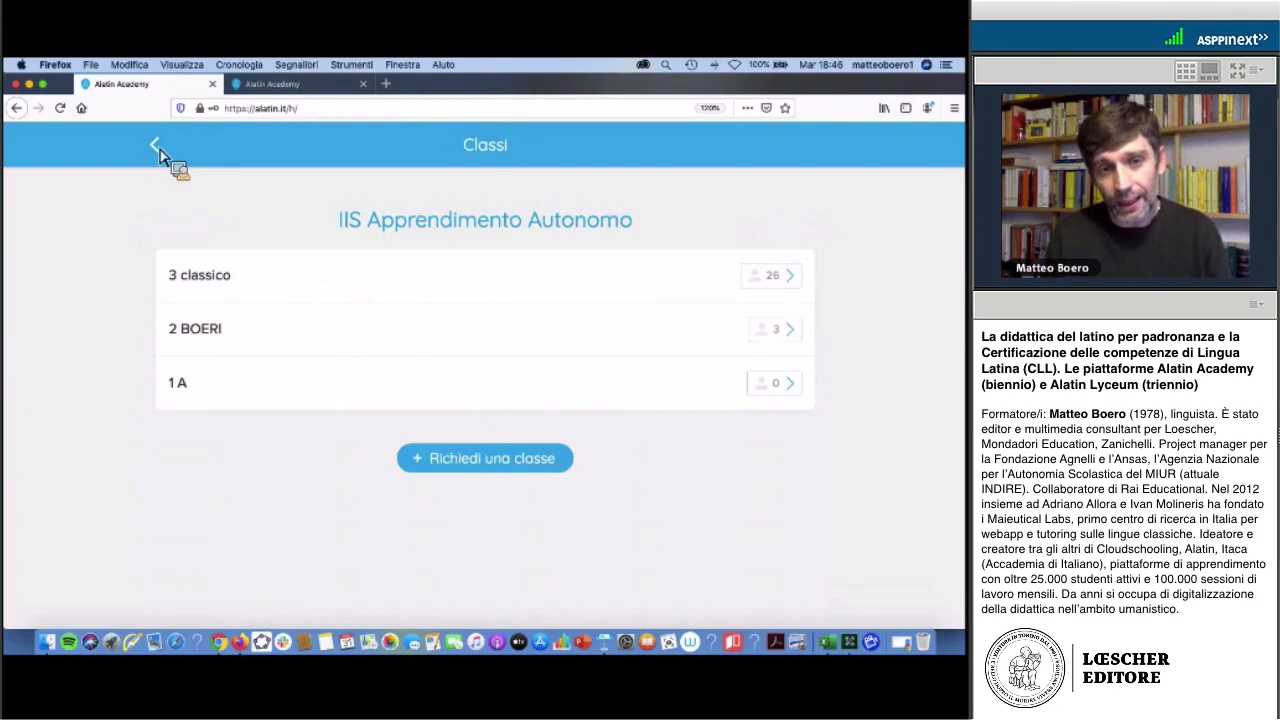 Firefox File Modifica Visualizza Cronologia Segnalibri Strumenti Finestra Aiuto 100% Mar 18:46 matteoboero1
Alatin Academy Alatin Academy
https://alatin.it/h/ 120%
Classi
IIS Apprendimento Autonomo
3 classico 26
2 BOERI 3
1 A 0
+ Richiedi una classe
ASPPInext>>
Matteo Boero
La didattica del latino per padronanza e la
Certificazione delle competenze di Lingua
Latina (CLL). Le piattaforme Alatin Academy
(biennio) e Alatin Lyceum (triennio)
Formatore/i: Matteo Boero (1978), linguista. È stato
editor e multimedia consultant per Loescher,
Mondadori Education, Zanichelli. Project manager per
la Fondazione Agnelli e l'Ansas, l'Agenzia Nazionale
per l'Autonomia Scolastica del MIUR (attuale
INDIRE). Collaboratore di Rai Educational. Nel 2012
insieme ad Adriano Allora e Ivan Molineris ha fondato
i Maieutical Labs, primo centro di ricerca in Italia per
webapp e tutoring sulle lingue classiche. Ideatore e
creatore tra gli altri di Cloudschooling, Alatin, Itaca
(Accademia di Italiano), piattaforme di apprendimento
con oltre 25.000 studenti attivi e 100.000 sessioni di
lavoro mensili. Da anni si occupa di digitalizzazione
della didattica nell'ambito umanistico.
LŒSCHER
EDITORE